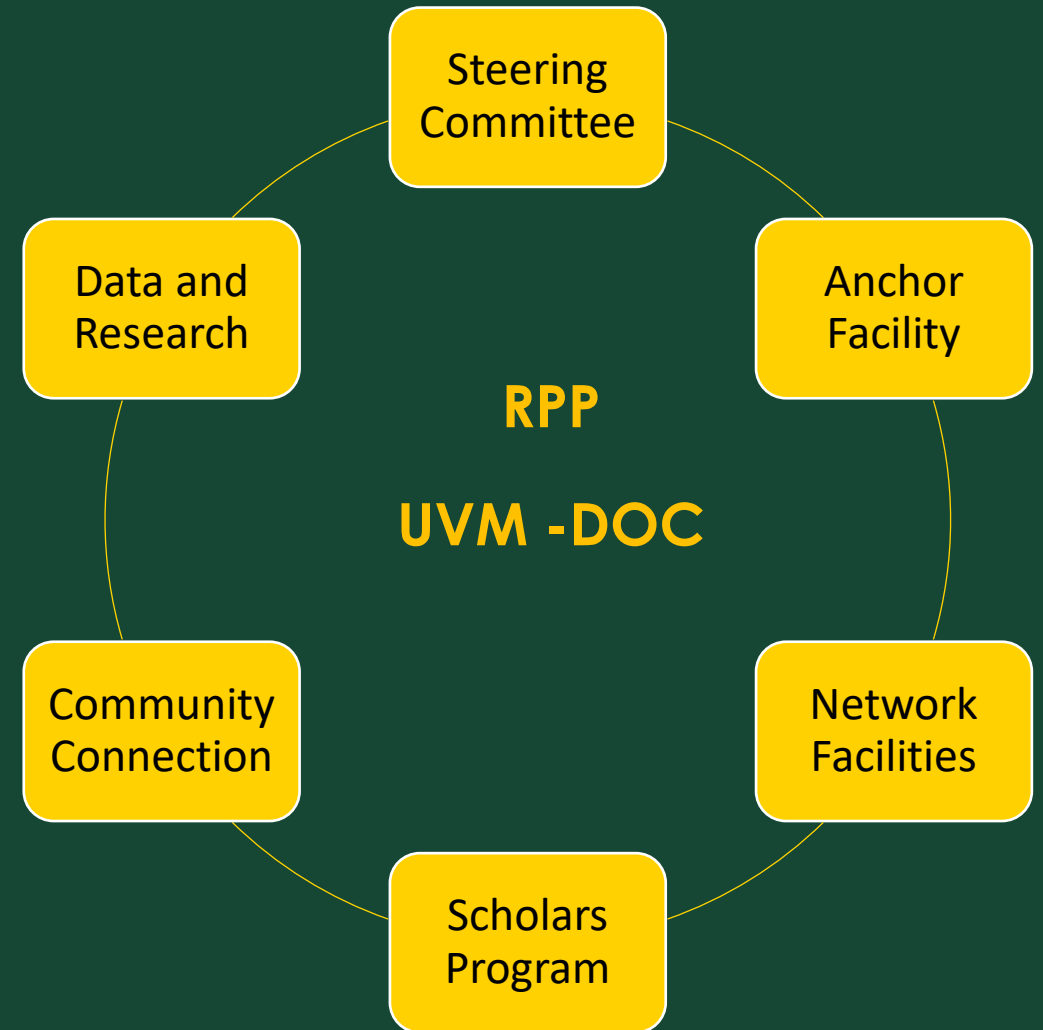 Steering
Committee
Anchor
Facility
Network
Facilities
Scholars
Program
Community
Connection
Data and
Research
RPP
UVM -DOC